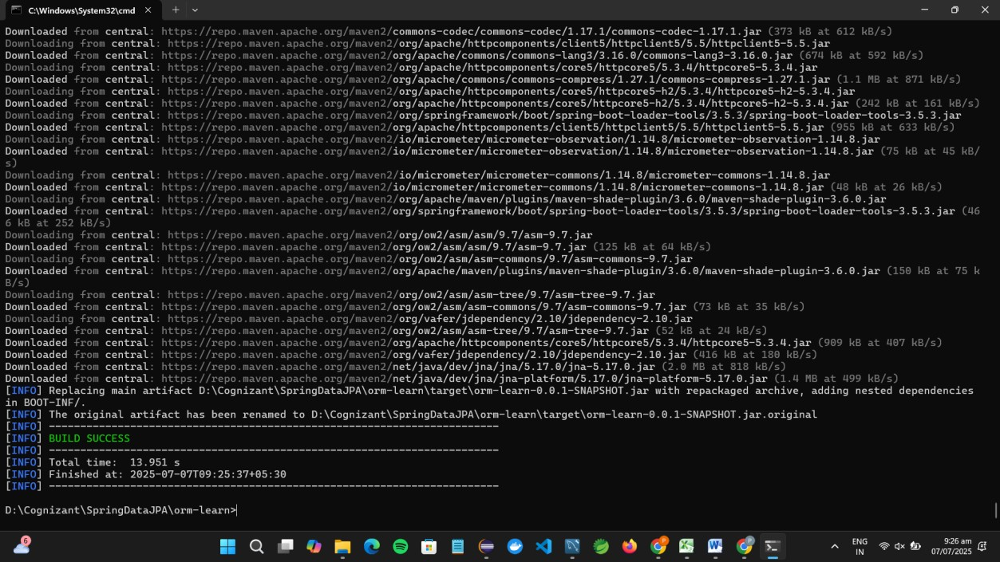 C:\Windows\System32\cmd
Downloaded from central: https://repo.maven.apache.org/maven2/commons-codec/commons-codec/1.17.1/commons-codec-1.17.1.jar (373 kB at 612 kB/s)
Downloading from central: https://repo.maven.apache.org/maven2/org/apache/httpcomponents/client5/httpclient5/5.5/httpclient5-5.5.jar
Downloaded from central: https://repo.maven.apache.org/maven2/org/apache/commons/commons-lang3/3.16.0/commons-lang3-3.16.0.jar (674 kB at 592 kB/s)
Downloading from central: https://repo.maven.apache.org/maven2/org/apache/httpcomponents/core5/httpcore5/5.3.4/httpcore5-5.3.4.jar
Downloaded from central: https://repo.maven.apache.org/maven2/org/apache/commons/commons-compress/1.27.1/commons-compress-1.27.1.jar (1.1 MB at 871 kB/s)
Downloading from central: https://repo.maven.apache.org/maven2/org/apache/httpcomponents/core5/httpcore5-h2/5.3.4/httpcore5-h2-5.3.4.jar
Downloaded from central: https://repo.maven.apache.org/maven2/org/apache/httpcomponents/core5/httpcore5-h2/5.3.4/httpcore5-h2-5.3.4.jar (242 kB at 161 kB/s)
Downloading from central: https://repo.maven.apache.org/maven2/org/springframework/boot/spring-boot-loader-tools/3.5.3/spring-boot-loader-tools-3.5.3.jar
Downloaded from central: https://repo.maven.apache.org/maven2/org/apache/httpcomponents/client5/httpclient5/5.5/httpclient5-5.5.jar (955 kB at 633 kB/s)
Downloading from central: https://repo.maven.apache.org/maven2/io/micrometer/micrometer-observation/1.14.8/micrometer-observation-1.14.8.jar
Downloaded from central: https://repo.maven.apache.org/maven2/io/micrometer/micrometer-observation/1.14.8/micrometer-observation-1.14.8.jar (75 kB at 45 kB/
s)
Downloading from central: https://repo.maven.apache.org/maven2/io/micrometer/micrometer-commons/1.14.8/micrometer-commons-1.14.8.jar
Downloaded from central: https://repo.maven.apache.org/maven2/io/micrometer/micrometer-commons/1.14.8/micrometer-commons-1.14.8.jar (48 kB at 26 kB/s)
Downloading from central: https://repo.maven.apache.org/maven2/org/apache/maven/plugins/maven-shade-plugin/3.6.0/maven-shade-plugin-3.6.0.jar
Downloaded from central: https://repo.maven.apache.org/maven2/org/springframework/boot/spring-boot-loader-tools/3.5.3/spring-boot-loader-tools-3.5.3.jar (46
6 kB at 252 kB/s)
Downloading from central: https://repo.maven.apache.org/maven2/org/ow2/asm/asm/9.7/asm-9.7.jar
Downloaded from central: https://repo.maven.apache.org/maven2/org/ow2/asm/asm/9.7/asm-9.7.jar (125 kB at 64 kB/s)
Downloading from central: https://repo.maven.apache.org/maven2/org/ow2/asm/asm-commons/9.7/asm-commons-9.7.jar
Downloaded from central: https://repo.maven.apache.org/maven2/org/apache/maven/plugins/maven-shade-plugin/3.6.0/maven-shade-plugin-3.6.0.jar (150 kB at 75 k
B/s)
Downloading from central: https://repo.maven.apache.org/maven2/org/ow2/asm/asm-tree/9.7/asm-tree-9.7.jar
Downloaded from central: https://repo.maven.apache.org/maven2/org/ow2/asm/asm-commons/9.7/asm-commons-9.7.jar (73 kB at 35 kB/s)
Downloading from central: https://repo.maven.apache.org/maven2/org/vafer/jdependency/2.10/jdependency-2.10.jar
Downloaded from central: https://repo.maven.apache.org/maven2/org/ow2/asm/asm-tree/9.7/asm-tree-9.7.jar (52 kB at 24 kB/s)
Downloaded from central: https://repo.maven.apache.org/maven2/org/apache/httpcomponents/core5/httpcore5/5.3.4/httpcore5-5.3.4.jar (909 kB at 407 kB/s)
Downloaded from central: https://repo.maven.apache.org/maven2/org/vafer/jdependency/2.10/jdependency-2.10.jar (416 kB at 180 kB/s)
Downloaded from central: https://repo.maven.apache.org/maven2/net/java/dev/jna/jna/5.17.0/jna-5.17.0.jar (2.0 MB at 818 kB/s)
Downloaded from central: https://repo.maven.apache.org/maven2/net/java/dev/jna/jna-platform/5.17.0/jna-platform-5.17.0.jar (1.4 MB at 499 kB/s)
[INFO] Replacing main artifact D:\Cognizant\SpringDataJPA\orm-learn\target\orm-learn-0.0.1-SNAPSHOT.jar with repackaged archive, adding nested dependencies
in BOOT-INF/.
[INFO] The original artifact has been renamed to D:\Cognizant\SpringDataJPA\orm-learn\target\orm-learn-0.0.1-SNAPSHOT.jar.original
[INFO] ------------------------------------------------------------------------
[INFO] BUILD SUCCESS
[INFO] ------------------------------------------------------------------------
[INFO] Total time:  13.951 s
[INFO] Finished at: 2025-07-07T09:25:37+05:30
[INFO] ------------------------------------------------------------------------
D:\Cognizant\SpringDataJPA\orm-learn>
6
ENG
IN
9:26 am
07/07/2025